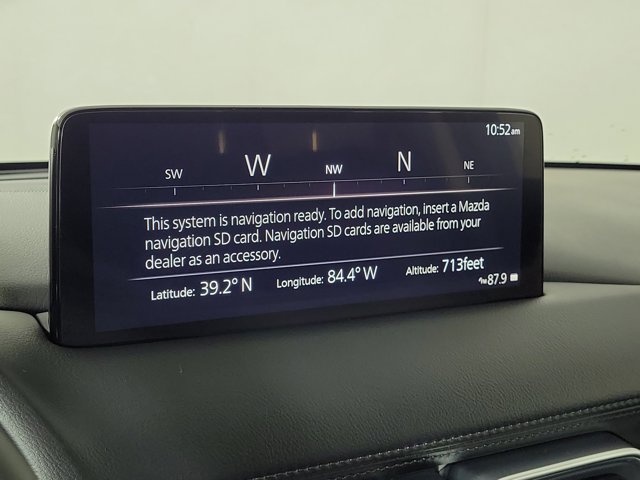 10:52am
SW W NW N NE
This system is navigation ready. To add navigation, insert a Mazda
navigation SD card. Navigation SD cards are available from your
dealer as an accessory.
Latitude: 39.2° N Longitude: 84.4° W Altitude: 713feet
87.9